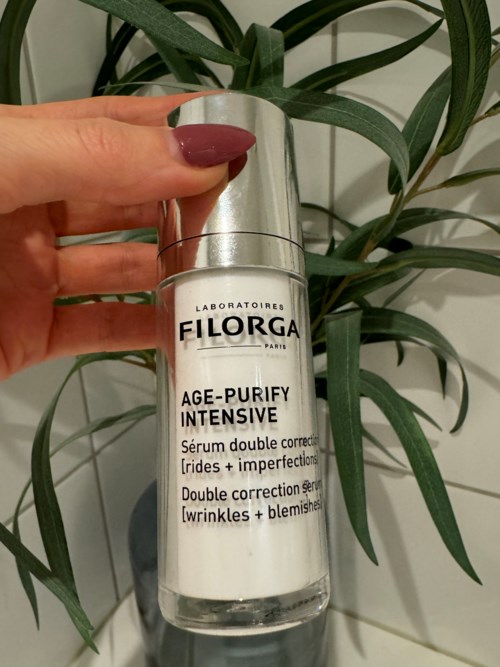 LABORATOIRES
FILORGA
PARIS
AGE-PURIFY
INTENSIVE
Sérum double correction
[rides + imperfections]
Double correction serum
[wrinkles + blemishes]